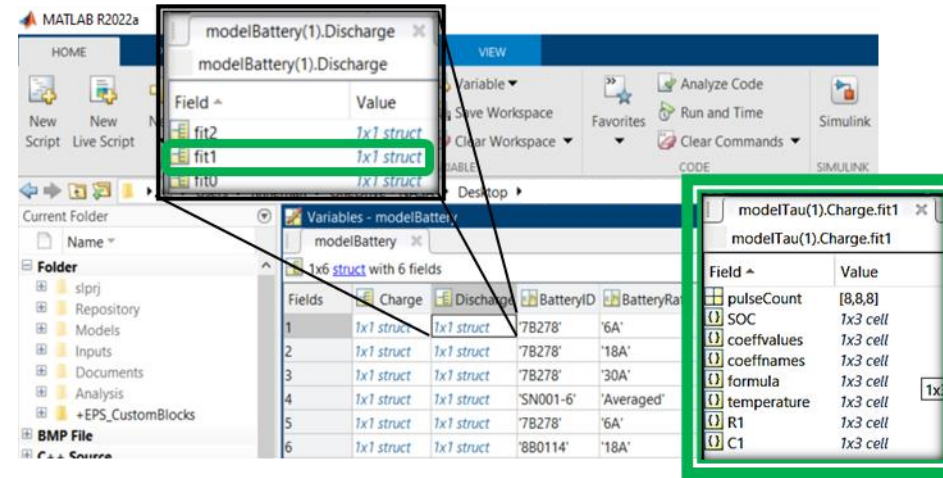 MATLAB R2022a
HOME
VIEW
New Script
New Live Script
Variable
Save Workspace
Clear Workspace
Favorites
Analyze Code
Run and Time
Clear Commands
CODE
Simulink
SIMULINK
modelBattery(1).Discharge
modelBattery(1).Discharge
Field Value
fit2 1x1 struct
fit1 1x1 struct
fit0 1x1 struct
Desktop
Current Folder
Name
Folder
slprj
Repository
Models
Inputs
Documents
Analysis
+EPS_CustomBlocks
BMP File
C++ Source
Variables - modelBattery
modelBattery
1x6 struct with 6 fields
Fields Charge Discharge BatteryID
1 1x1 struct 1x1 struct '7B278' '6A'
2 1x1 struct 1x1 struct '7B278' '18A'
3 1x1 struct 1x1 struct '7B278' '30A'
4 1x1 struct 1x1 struct 'SN001-6' 'Averaged'
5 1x1 struct 1x1 struct '7B278' '6A'
6 1x1 struct 1x1 struct '8B0114' '18A'
modelTau(1).Charge.fit1
modelTau(1).Charge.fit1
Field Value
pulseCount [8,8,8]
SOC 1x3 cell
coeffvalues 1x3 cell
coeffnames 1x3 cell
formula 1x3 cell
temperature 1x3 cell
R1 1x3 cell
C1 1x3 cell